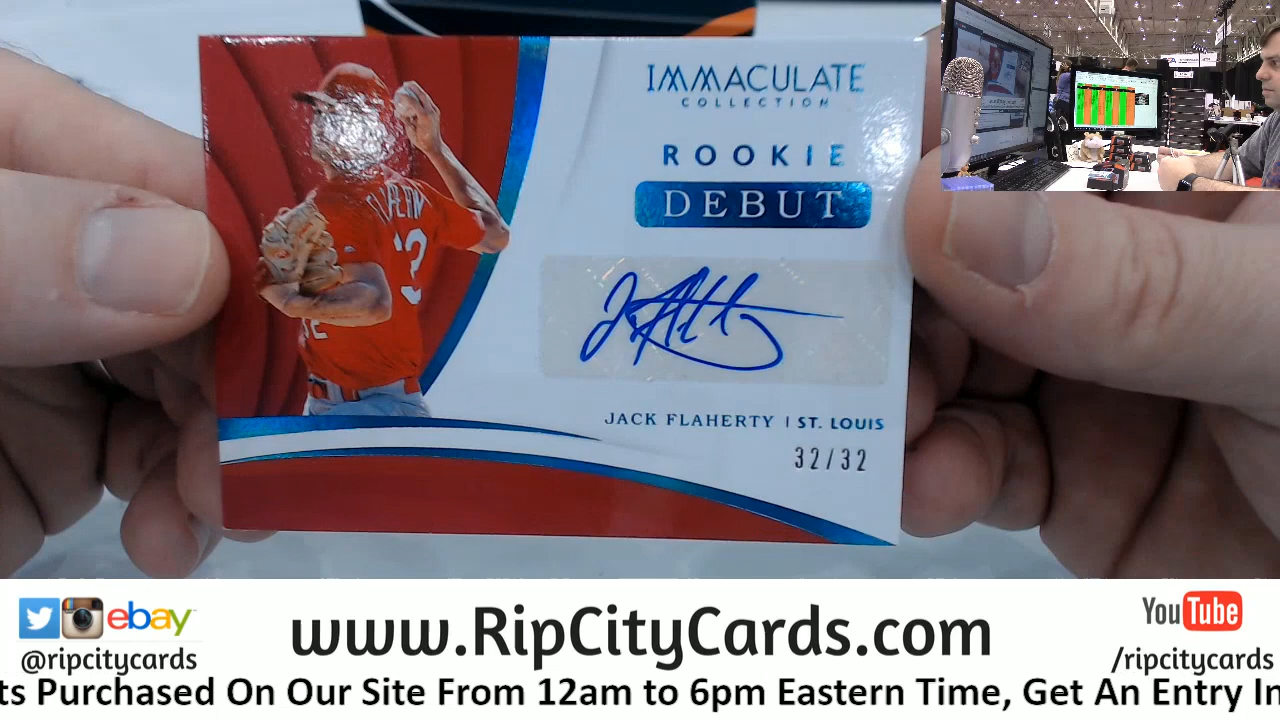 IMMACULATE
COLLECTION
ROOKIE
DEBUT
JACK FLAHERTY | ST. LOUIS
32/32
ebay
@ripcitycards
www.RipCityCards.com
YouTube
/ripcitycards
ts Purchased On Our Site From 12am to 6pm Eastern Time, Get An Entry In